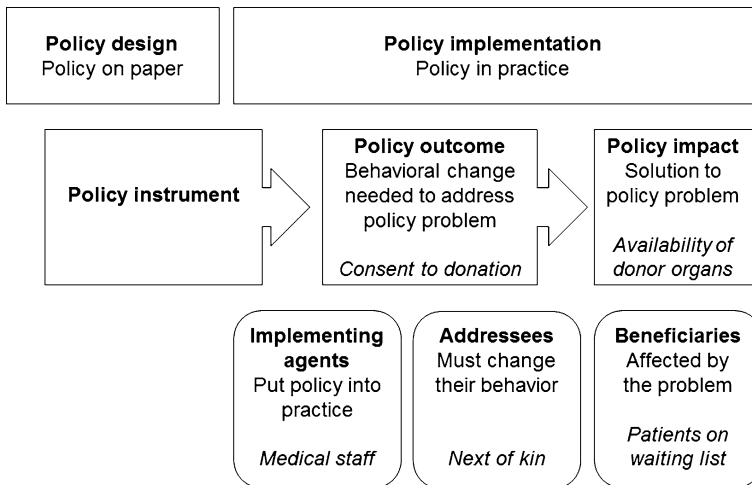 Policy design
Policy on paper
Policy implementation
Policy in practice
Policy instrument
Policy outcome
Behavioral change
needed to address
policy problem
Consent to donation
Policy impact
Solution to
policy problem
Availability of
donor organs
Implementing
agents
Put policy into
practice
Medical staff
Addressees
Must change
their behavior
Next of kin
Beneficiaries
Affected by
the problem
Patients on
waiting list